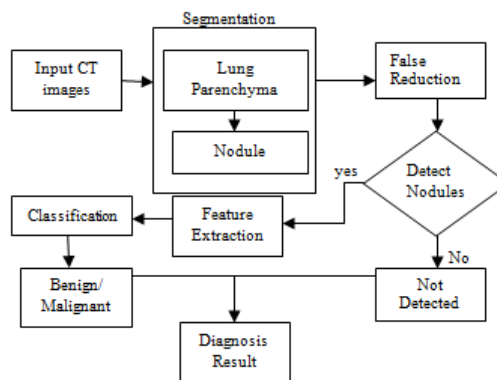 Segmentation
Input CT
images
Lung
Parenchyma
Nodule
False
Reduction
Detect
Nodules
yes
No
Feature
Extraction
Classification
Benign/
Malignant
Not
Detected
Diagnosis
Result